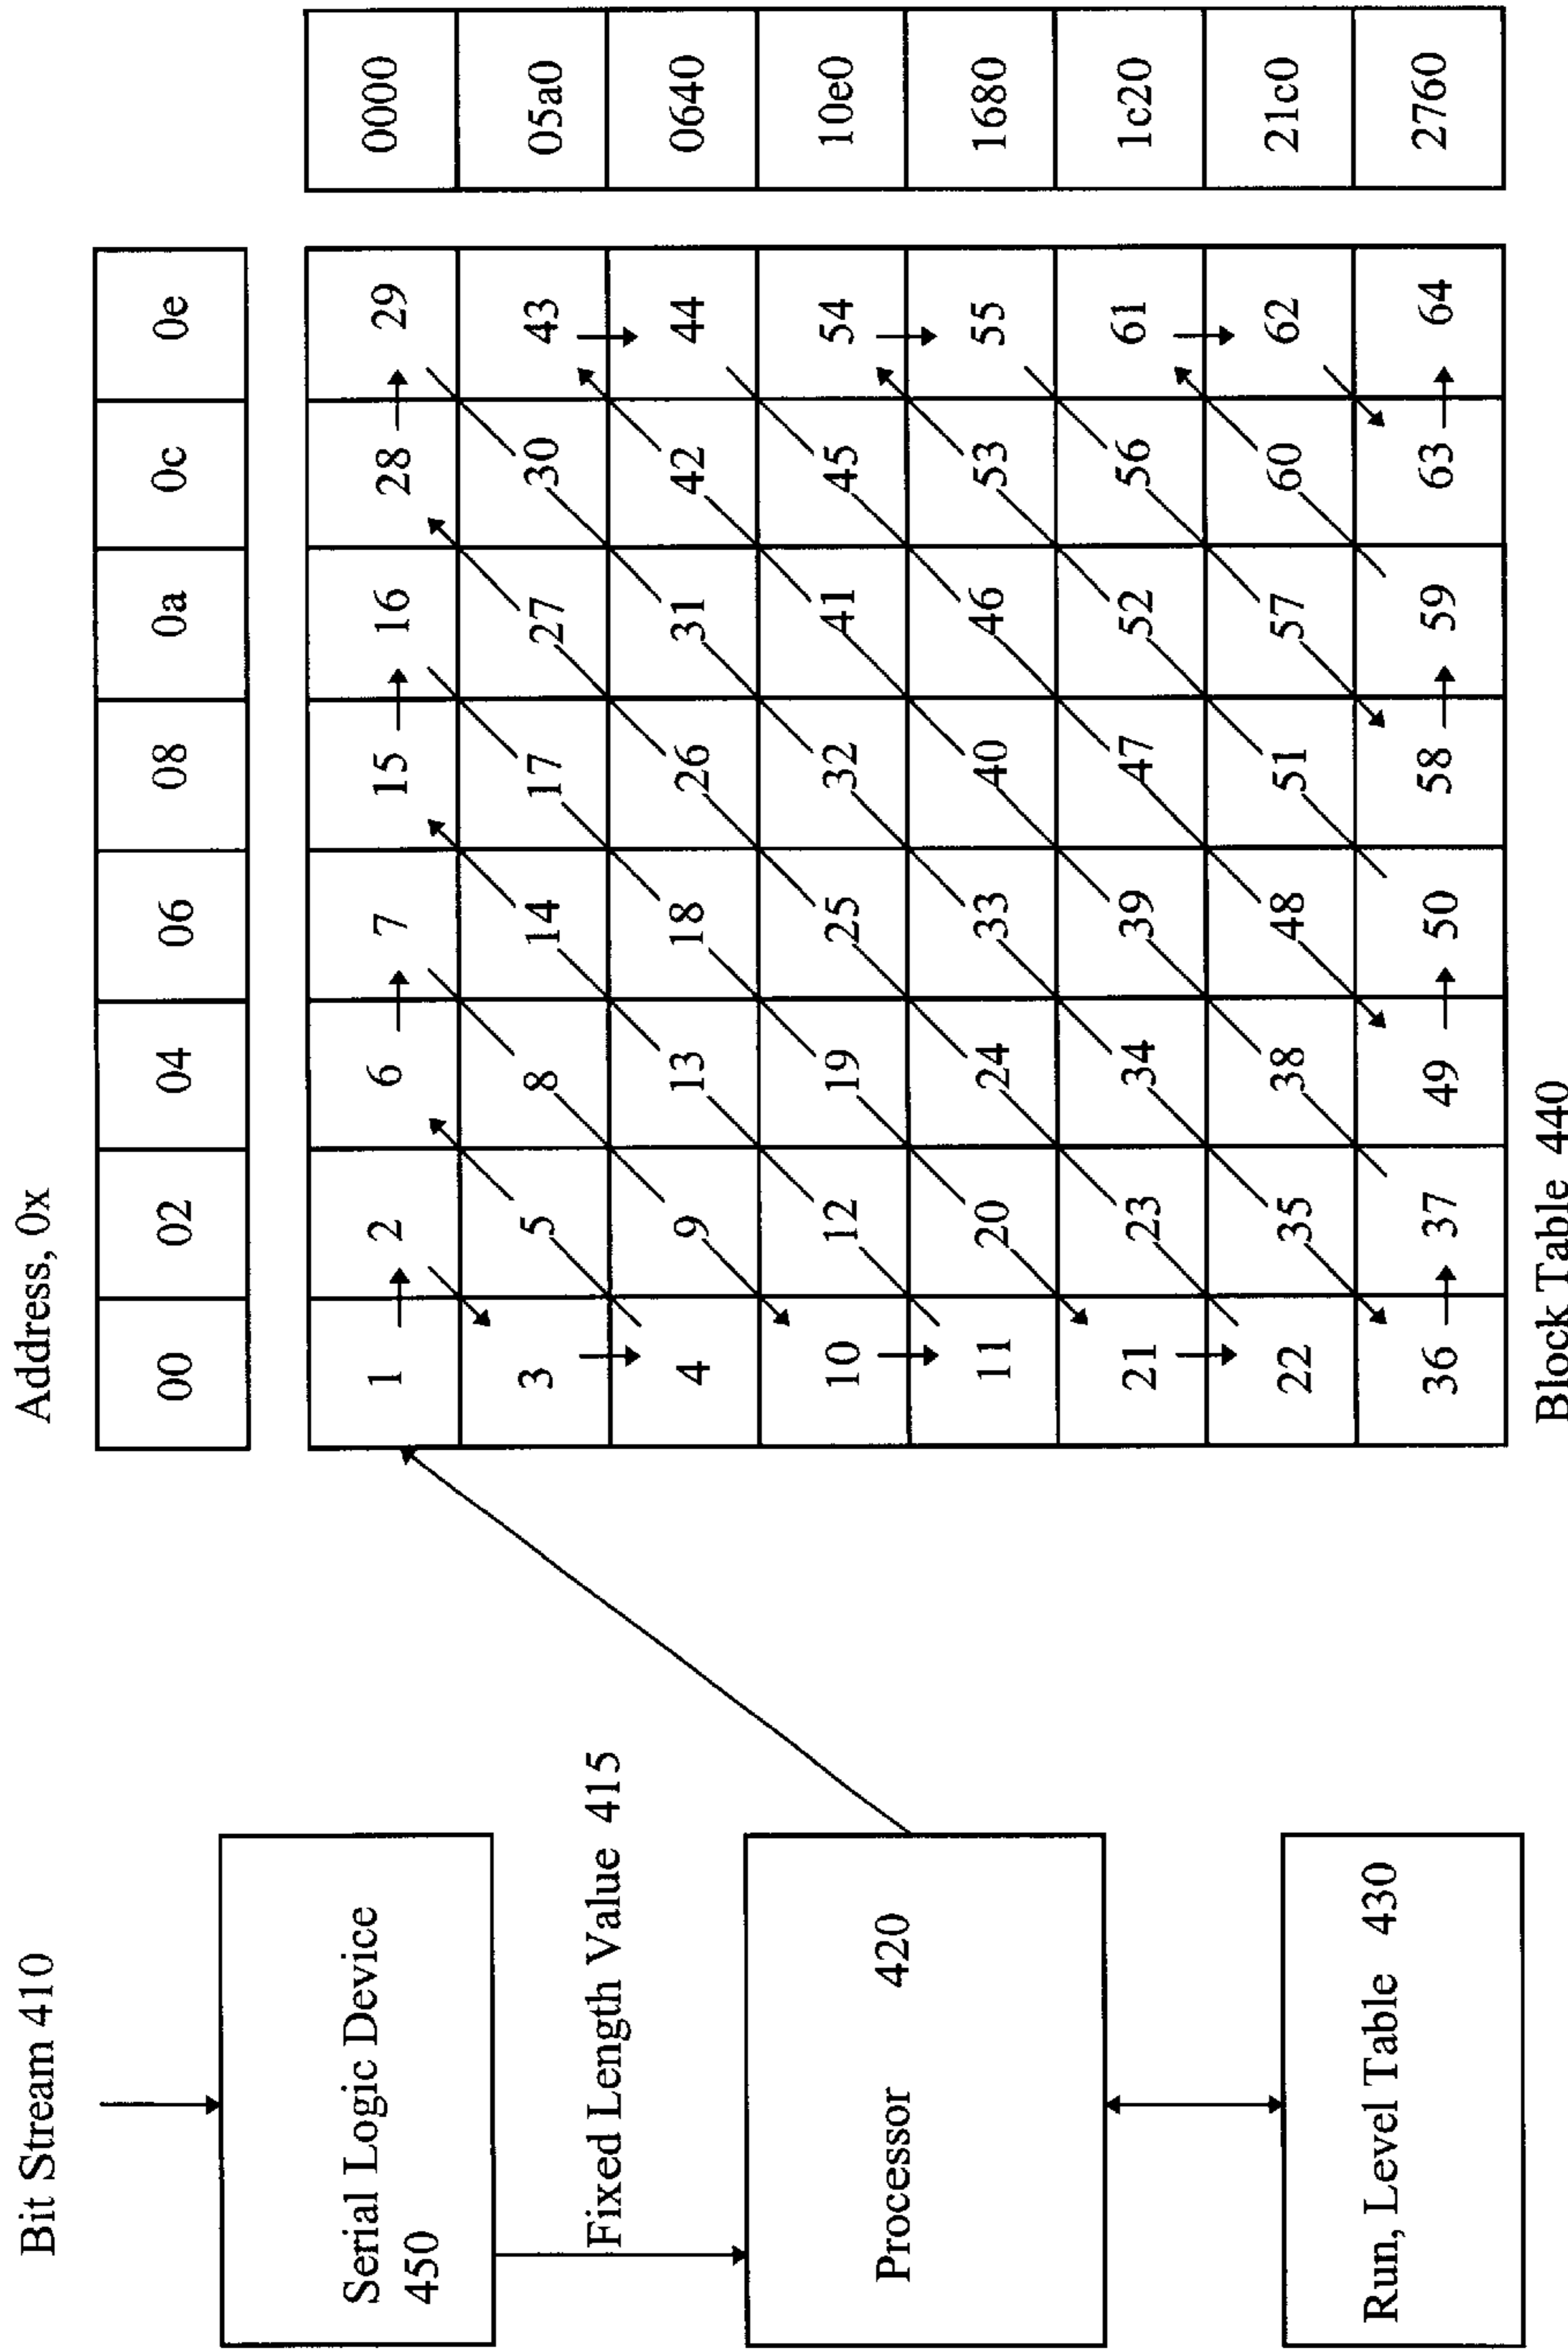 Bit Stream 410
Serial Logic Device
450
Fixed Length Value 415
Processor 420
Run, Level Table 430
Address, 0x
00 02 04 06 08 0a 0c 0e
1 2 6 7 15 16 28 29 0000
3 5 8 14 17 27 30 43 05a0
4 9 13 18 26 31 42 44 0640
10 12 19 25 32 41 45 54 10e0
11 20 24 33 40 46 53 55 1680
21 23 34 39 47 52 56 61 1c20
22 35 38 48 51 57 60 62 21c0
36 37 49 50 58 59 63 64 2760
Block Table 440